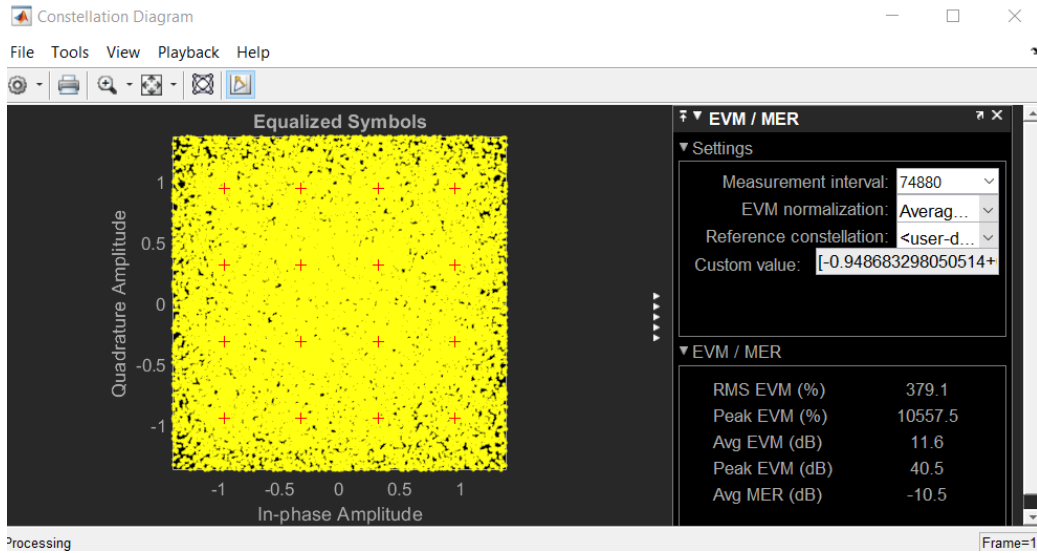 Constellation Diagram
File Tools View Playback Help
Equalized Symbols
Quadrature Amplitude
1
0.5
0
-0.5
-1
-1 -0.5 0 0.5 1
In-phase Amplitude
EVM / MER
Settings
Measurement interval: 74880
EVM normalization: Averag...
Reference constellation: <user-d...
Custom value: [-0.948683298050514+
EVM / MER
RMS EVM (%) 379.1
Peak EVM (%) 10557.5
Avg EVM (dB) 11.6
Peak EVM (dB) 40.5
Avg MER (dB) -10.5
Processing
Frame=1